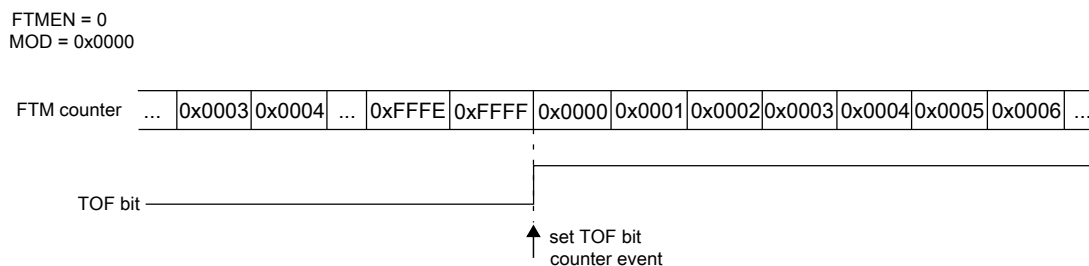 FTMEN = 0
MOD = 0x0000
FTM counter ... 0x0003 0x0004 ... 0xFFFE 0xFFFF 0x0000 0x0001 0x0002 0x0003 0x0004 0x0005 0x0006 ...
TOF bit
set TOF bit
counter event